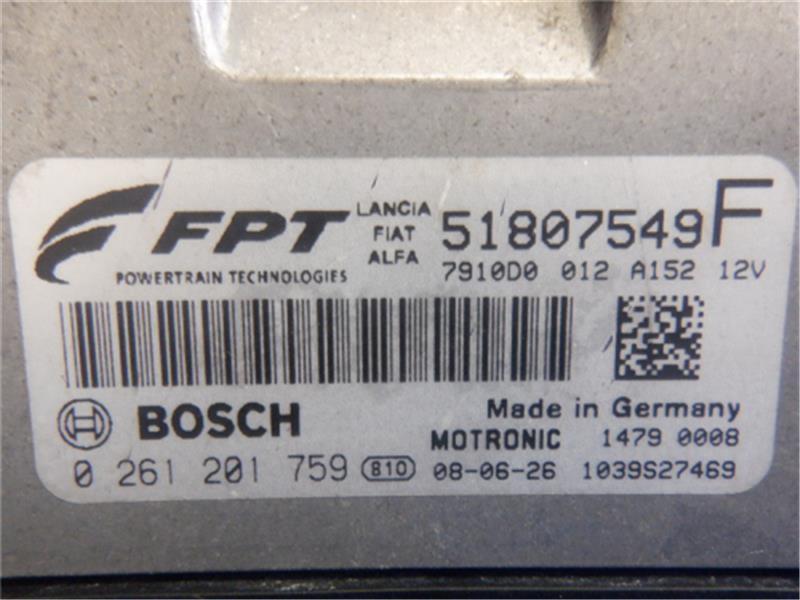 FPT
POWERTRAIN TECHNOLOGIES
LANCIA
FIAT
ALFA
51807549F
7910D0 012 A152 12V
BOSCH
Made in Germany
MOTRONIC 1479 0008
0 261 201 759 810 08-06-26 1039S27469